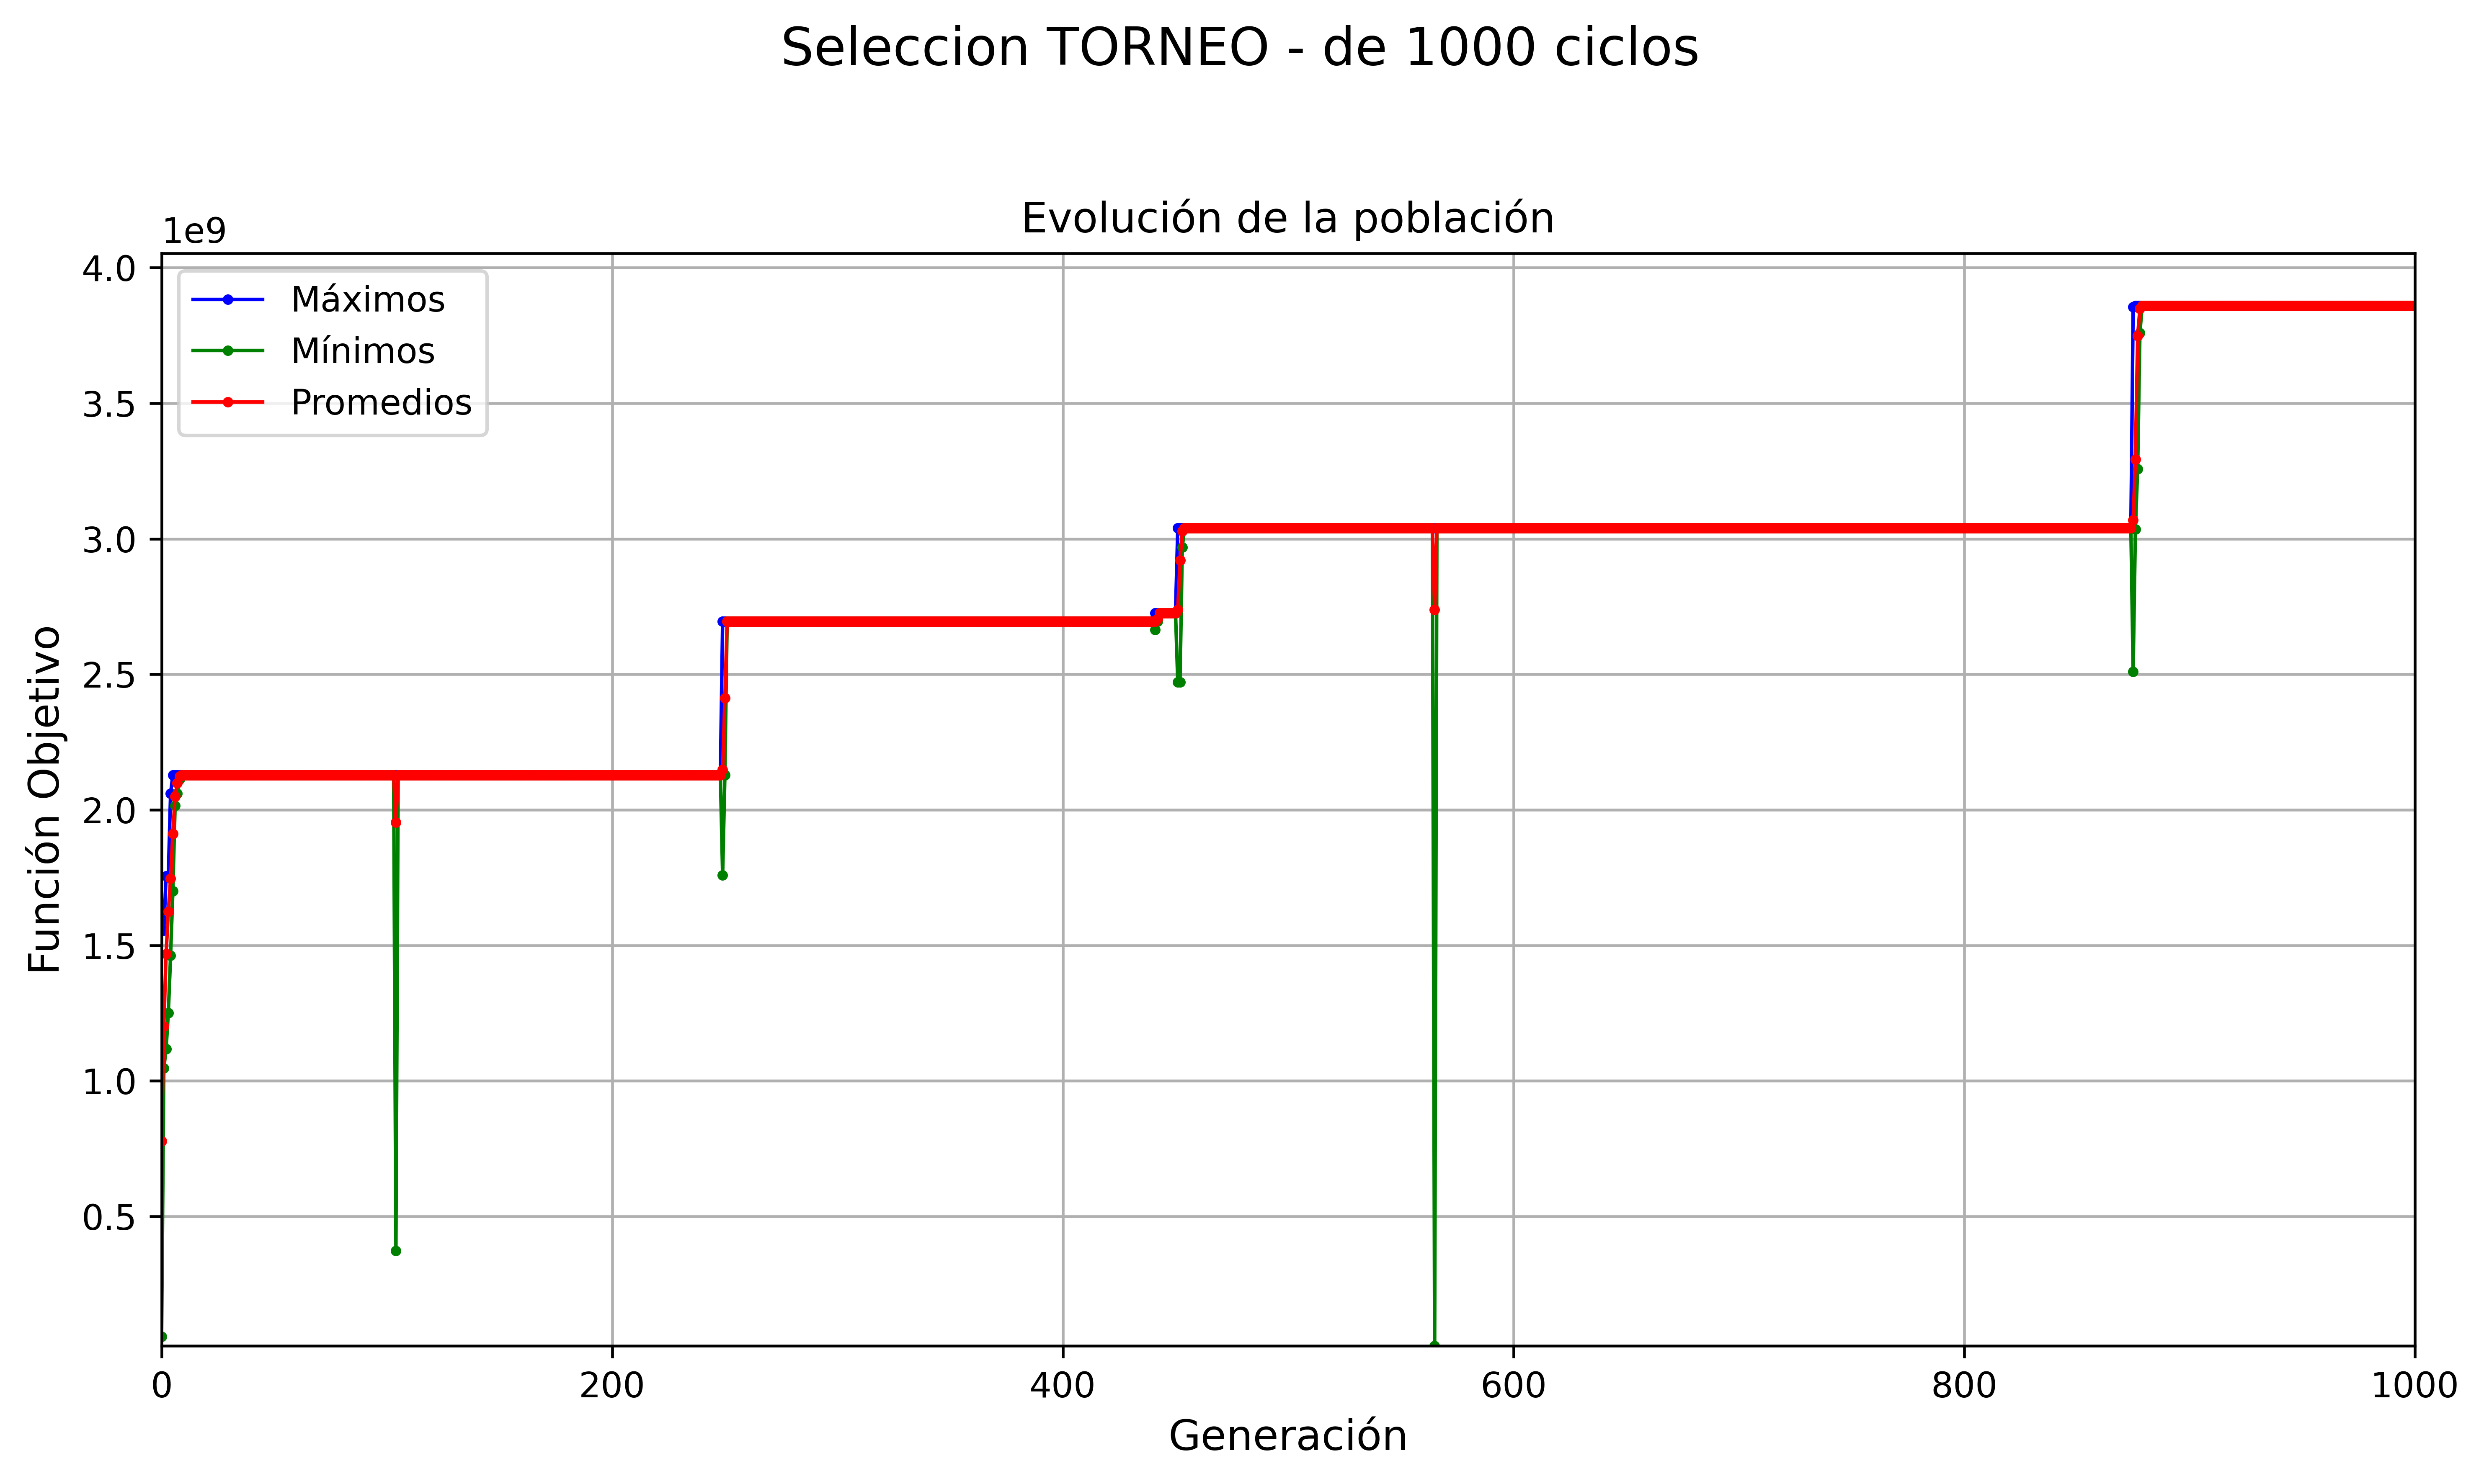 Seleccion TORNEO - de 1000 ciclos
Evolución de la población
1e9
4.0
3.5
3.0
2.5
2.0
1.5
1.0
0.5
Función Objetivo
Máximos
Mínimos
Promedios
0 200 400 600 800 1000
Generación